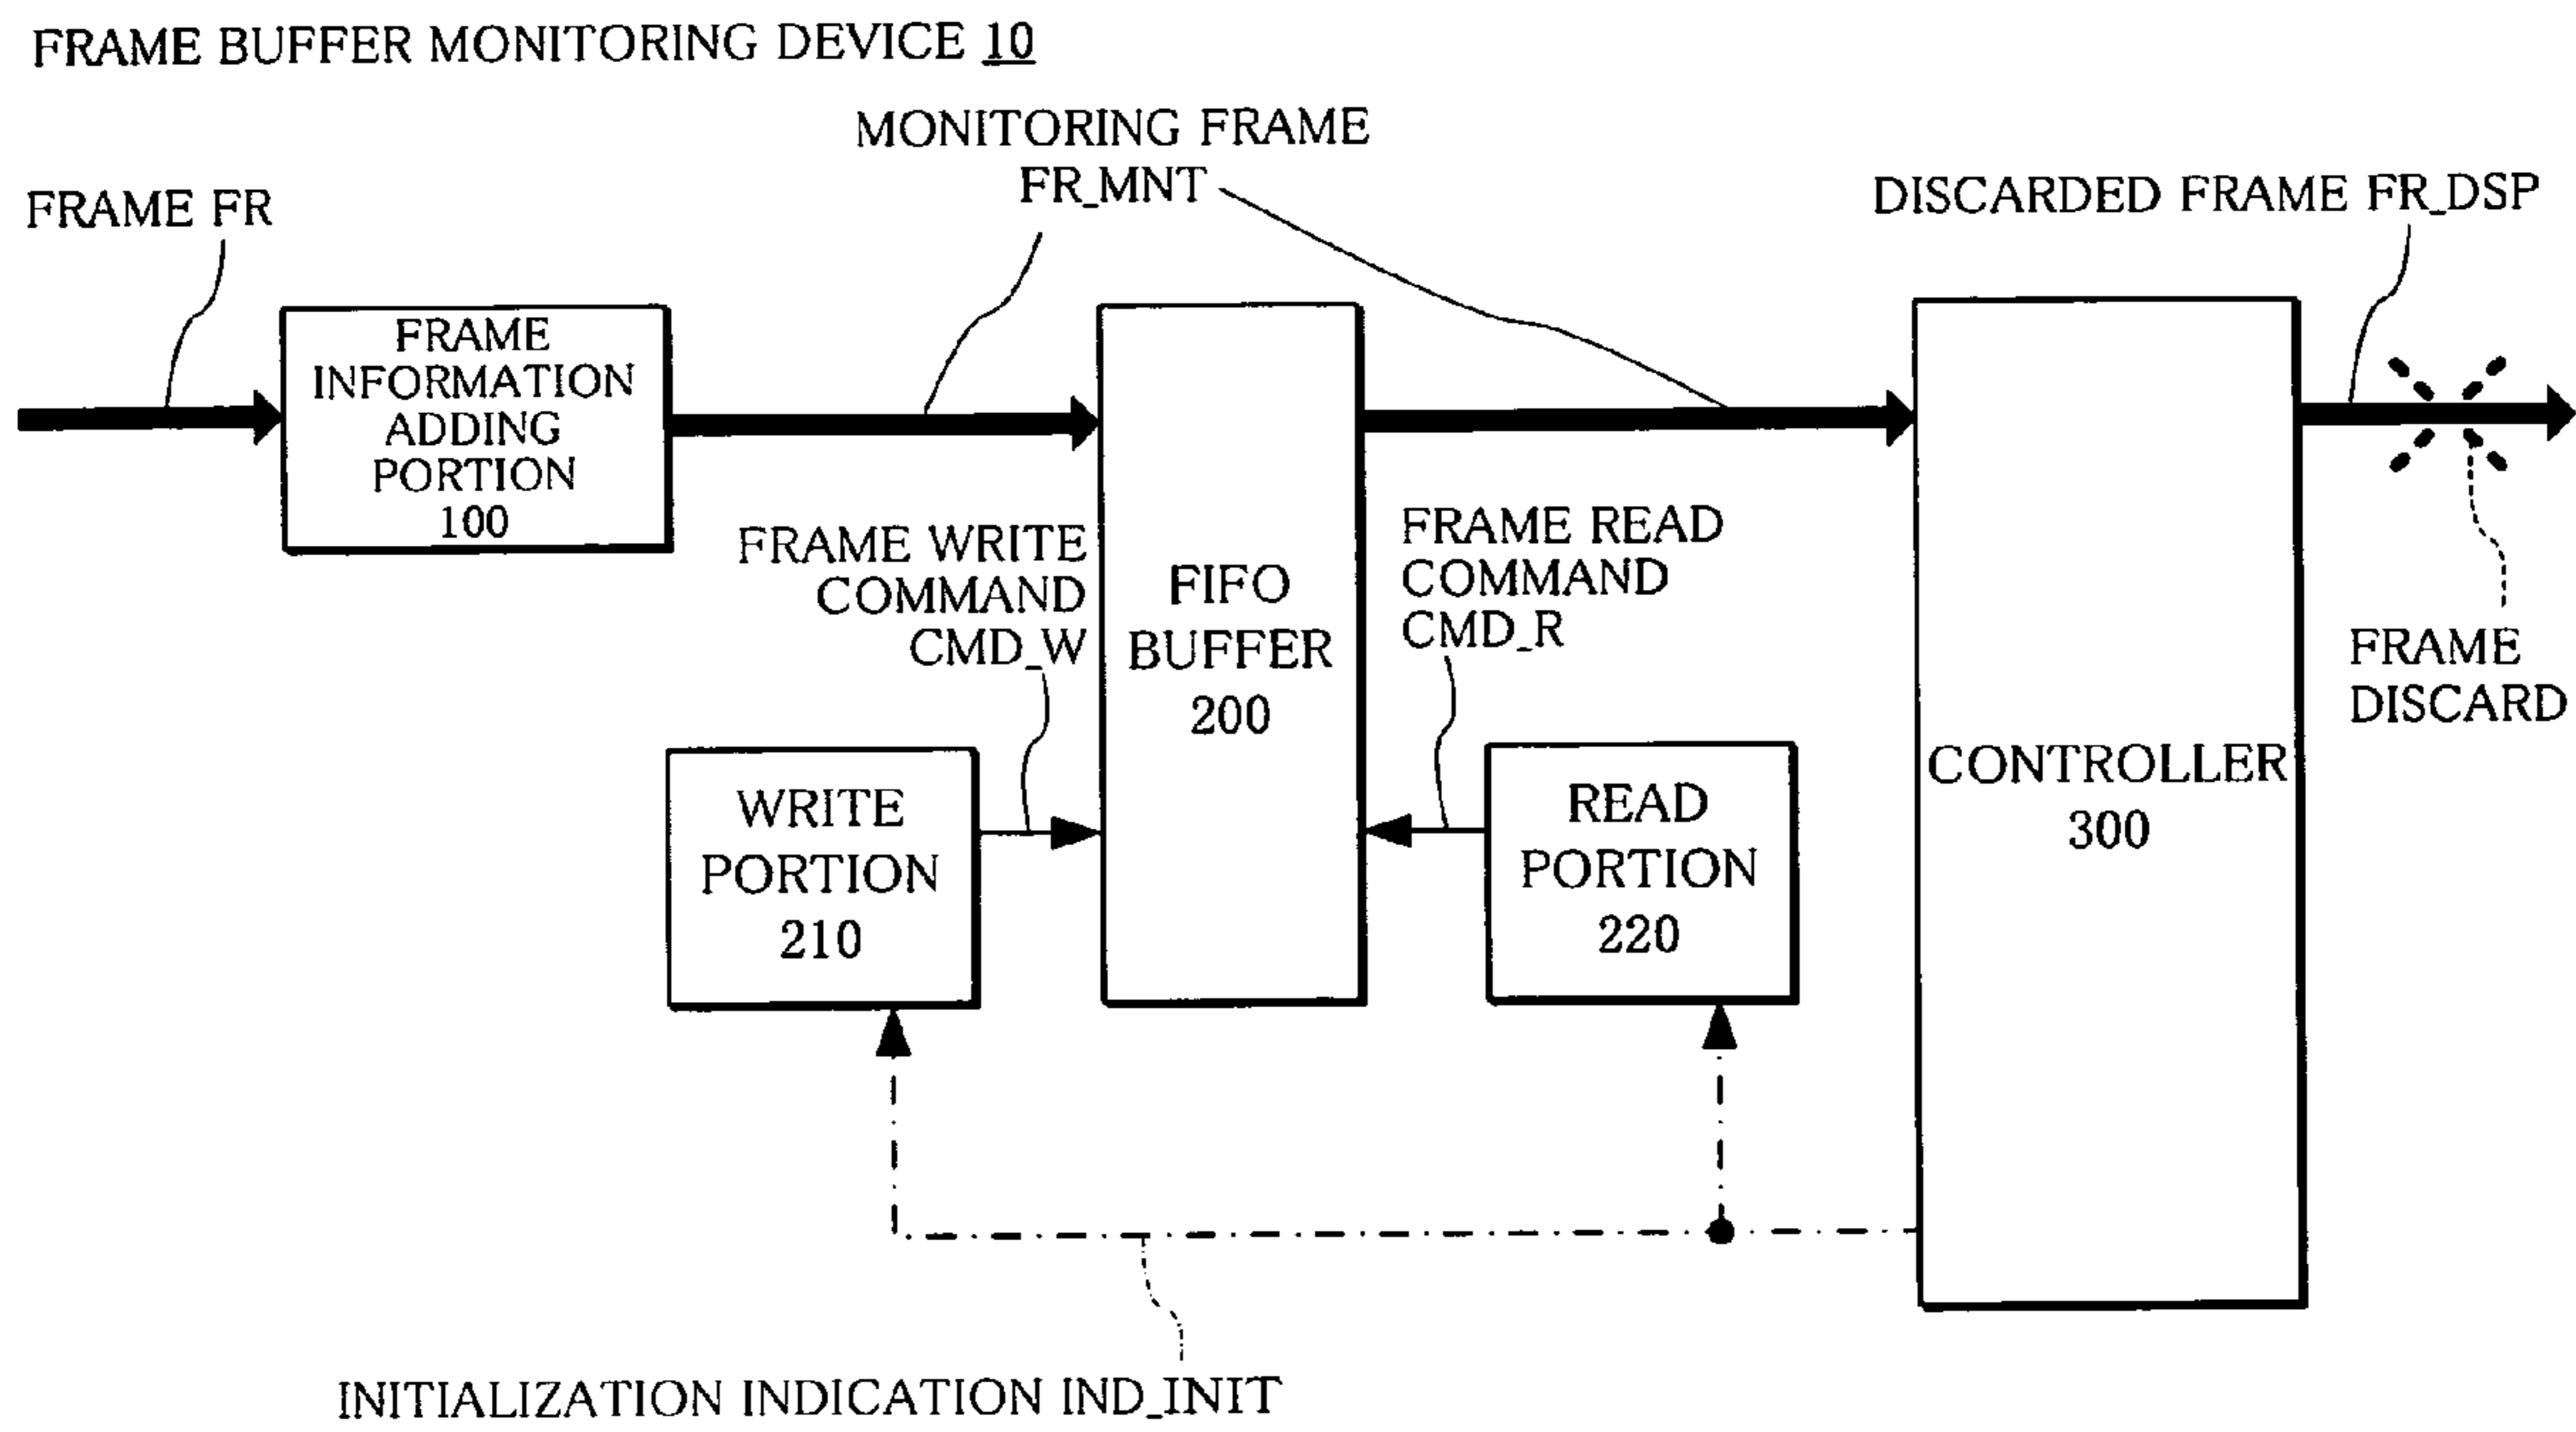 FRAME BUFFER MONITORING DEVICE 10
MONITORING FRAME
FR_MNT
FRAME FR
DISCARDED FRAME FR_DSP
FRAME
INFORMATION
ADDING
PORTION
100
FRAME WRITE
COMMAND
CMD_W
FIFO
BUFFER
200
FRAME READ
COMMAND
CMD_R
FRAME
DISCARD
WRITE
PORTION
210
READ
PORTION
220
CONTROLLER
300
INITIALIZATION INDICATION IND_INIT